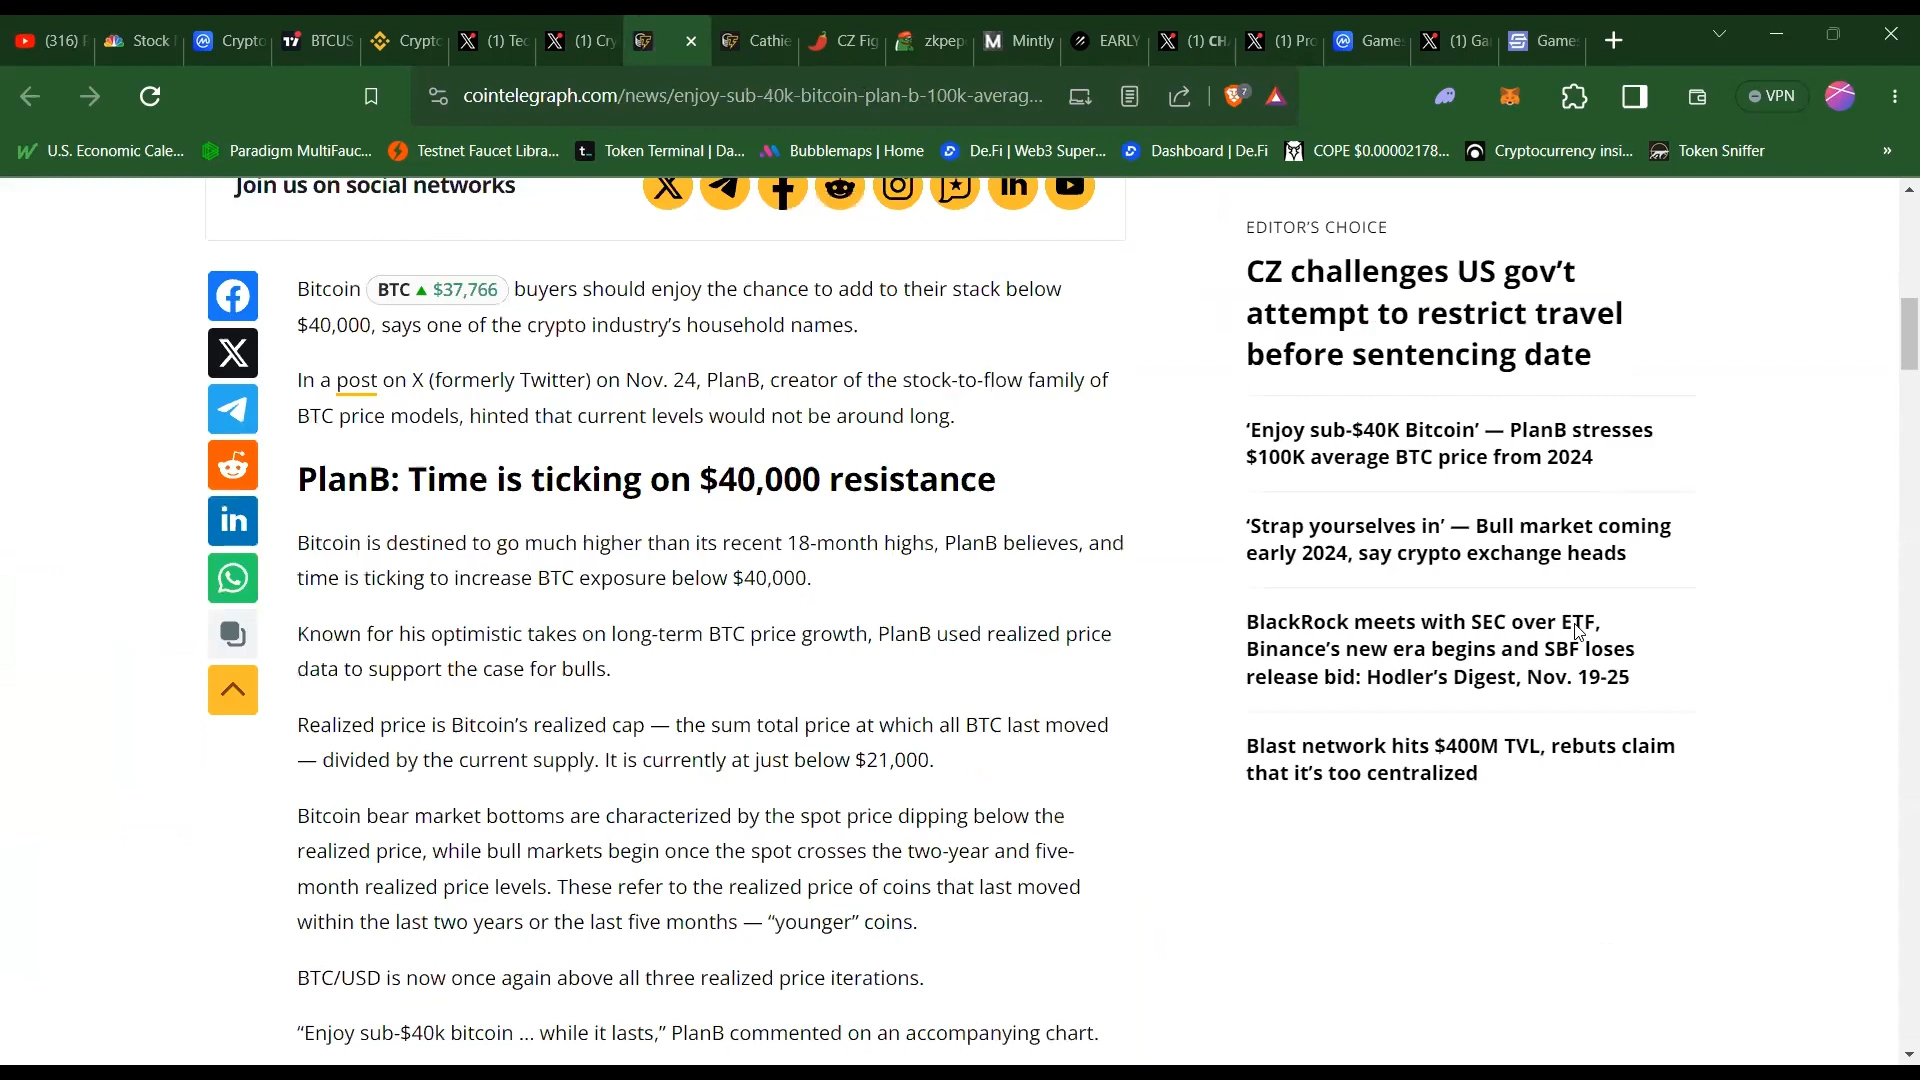 (316)
Stock
Crypto
BTCUS
Crypto
(1) Tec
(1) Cry
Cathie
CZ Fig
zkpep
Mintly
EARLY
(1) CH
(1) Pro
Game
(1) Ga
Game
cointelegraph.com/news/enjoy-sub-40k-bitcoin-plan-b-100k-averag...
7
VPN
U.S. Economic Cale...
Paradigm MultiFauc...
Testnet Faucet Libra...
Token Terminal | Da...
Bubblemaps | Home
De.Fi | Web3 Super...
Dashboard | De.Fi
COPE $0.00002178...
Cryptocurrency insi...
Token Sniffer
»
Join us on social networks
Bitcoin BTC ▲ $37,766 buyers should enjoy the chance to add to their stack below
$40,000, says one of the crypto industry’s household names.
In a post on X (formerly Twitter) on Nov. 24, PlanB, creator of the stock-to-flow family of
BTC price models, hinted that current levels would not be around long.
PlanB: Time is ticking on $40,000 resistance
Bitcoin is destined to go much higher than its recent 18-month highs, PlanB believes, and
time is ticking to increase BTC exposure below $40,000.
Known for his optimistic takes on long-term BTC price growth, PlanB used realized price
data to support the case for bulls.
Realized price is Bitcoin’s realized cap — the sum total price at which all BTC last moved
— divided by the current supply. It is currently at just below $21,000.
Bitcoin bear market bottoms are characterized by the spot price dipping below the
realized price, while bull markets begin once the spot crosses the two-year and five-
month realized price levels. These refer to the realized price of coins that last moved
within the last two years or the last five months — “younger” coins.
BTC/USD is now once again above all three realized price iterations.
“Enjoy sub-$40k bitcoin ... while it lasts,” PlanB commented on an accompanying chart.
EDITOR’S CHOICE
CZ challenges US gov’t
attempt to restrict travel
before sentencing date
‘Enjoy sub-$40K Bitcoin’ — PlanB stresses
$100K average BTC price from 2024
‘Strap yourselves in’ — Bull market coming
early 2024, say crypto exchange heads
BlackRock meets with SEC over ETF,
Binance’s new era begins and SBF loses
release bid: Hodler’s Digest, Nov. 19-25
Blast network hits $400M TVL, rebuts claim
that it’s too centralized